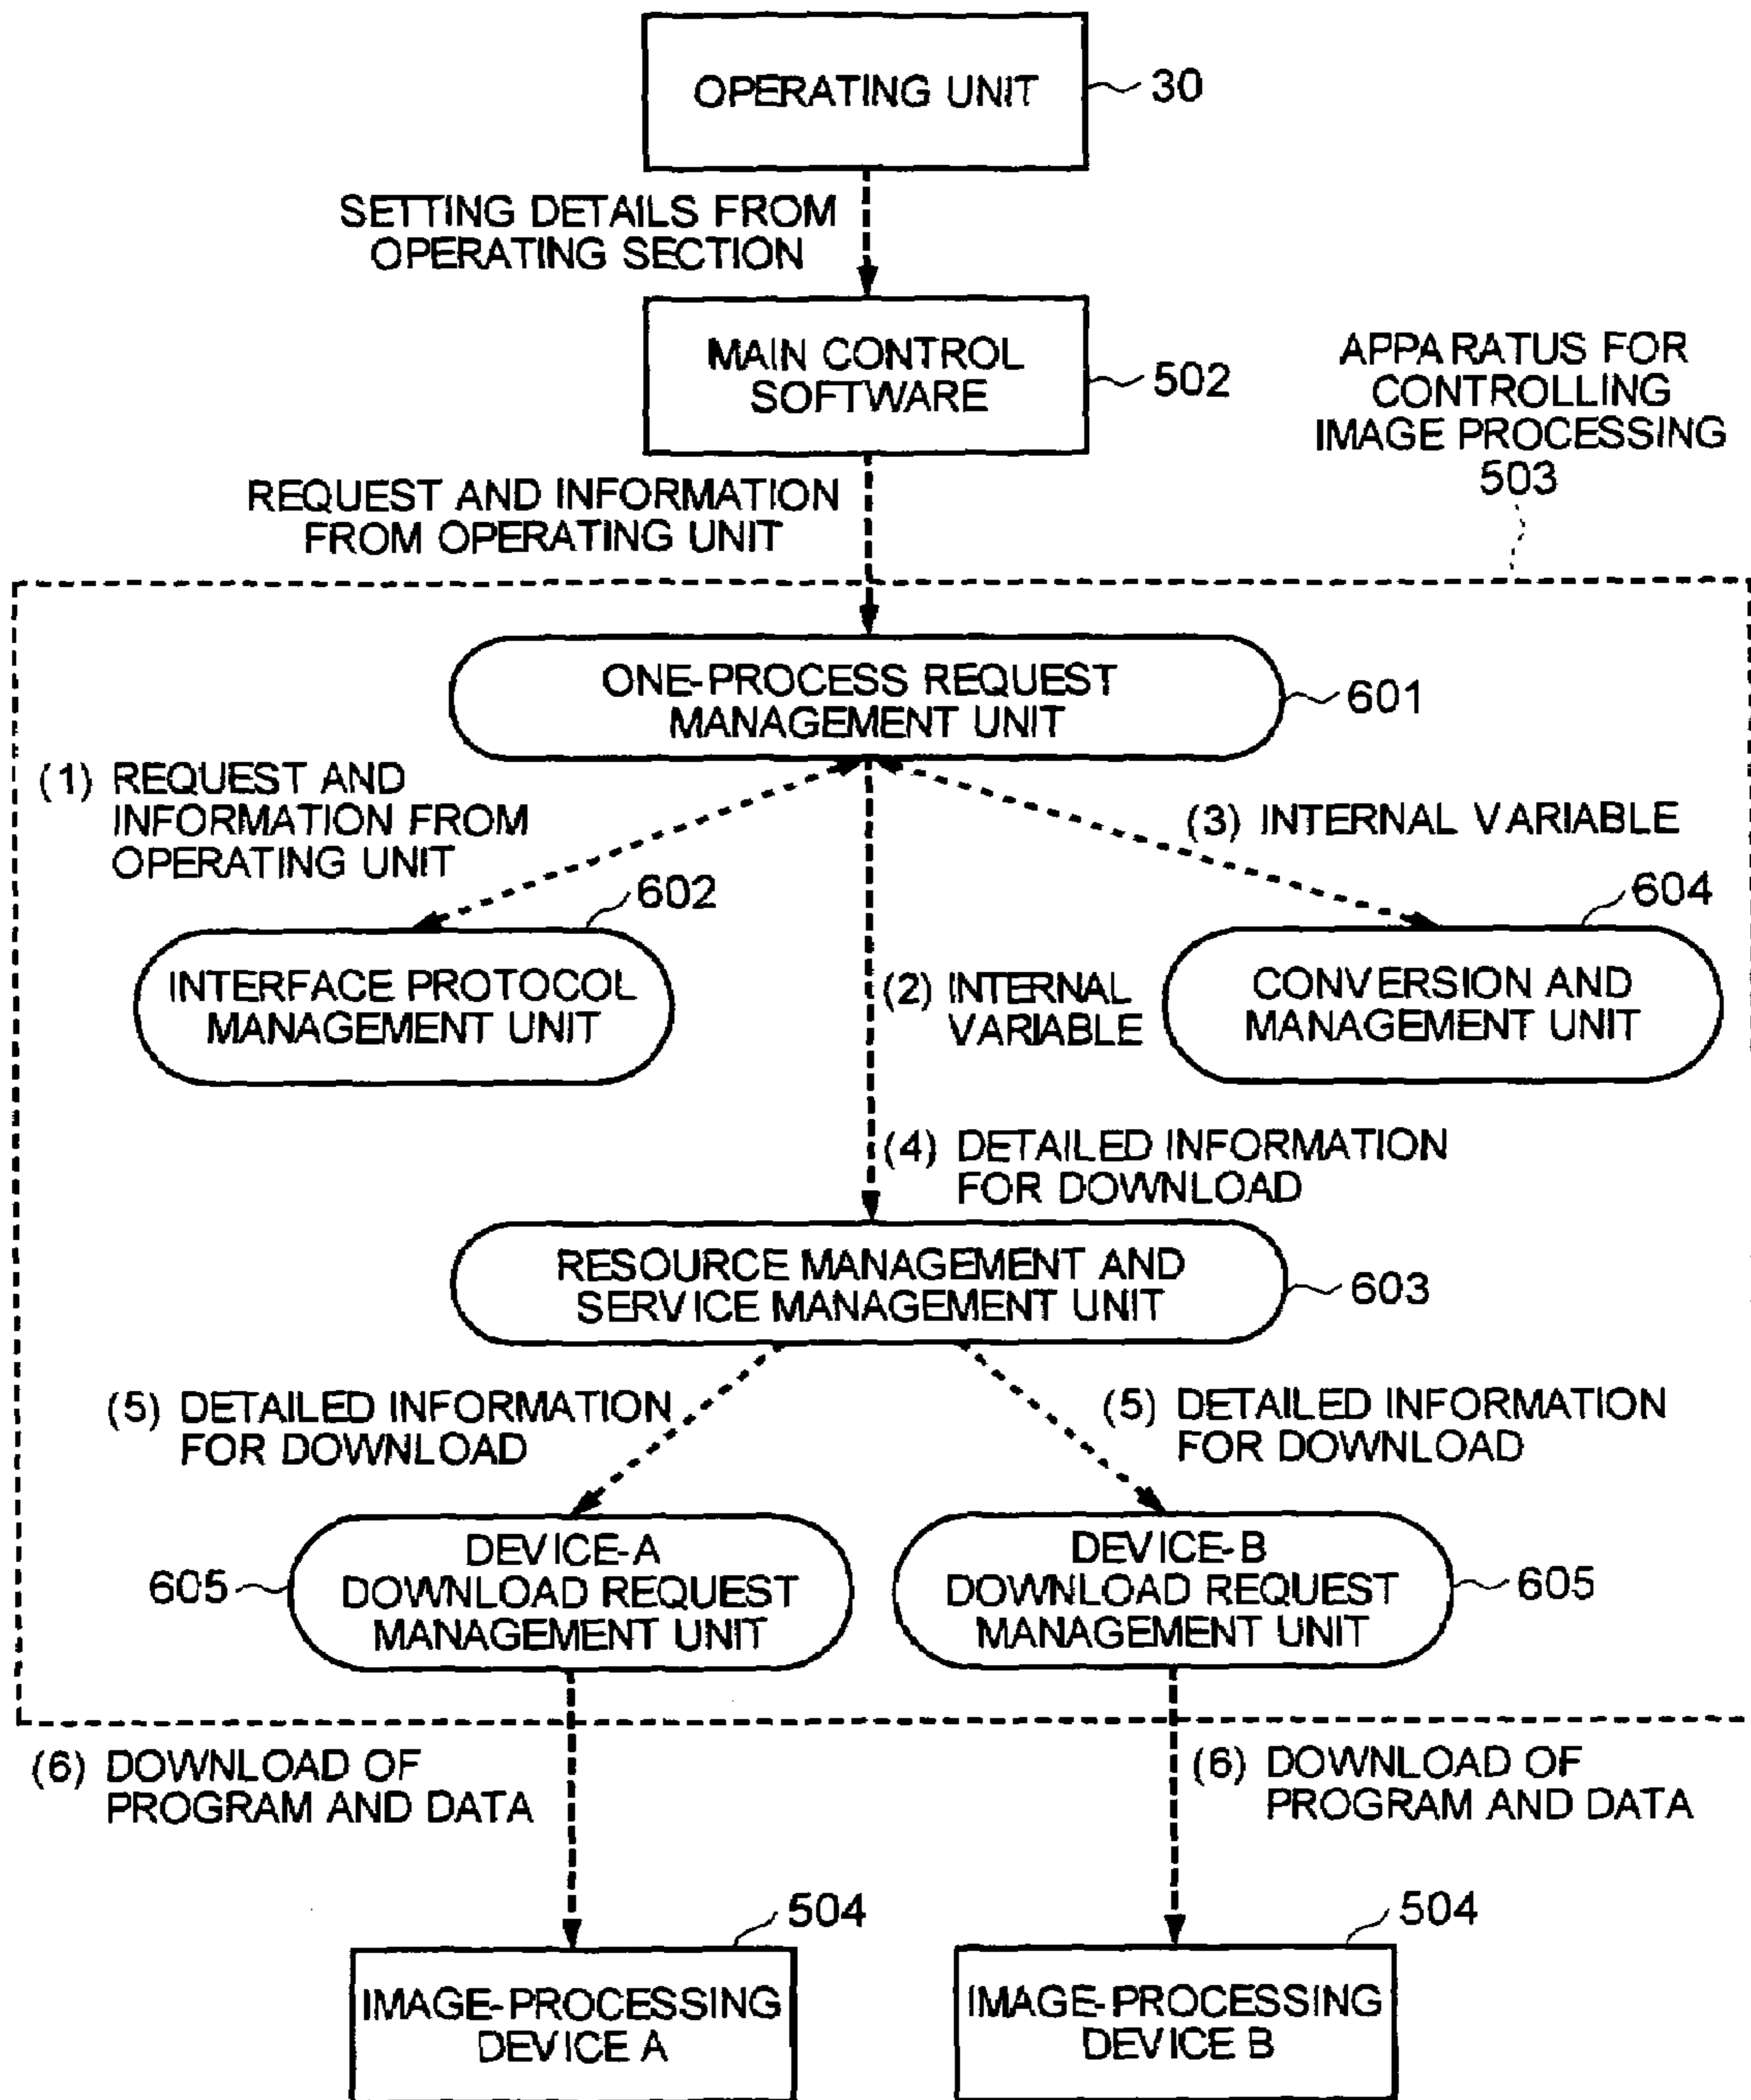 OPERATING UNIT
30
SETTING DETAILS FROM
OPERATING SECTION
MAIN CONTROL
SOFTWARE
502
APPARATUS FOR
CONTROLLING
IMAGE PROCESSING
503
REQUEST AND INFORMATION
FROM OPERATING UNIT
ONE-PROCESS REQUEST
MANAGEMENT UNIT
601
(1) REQUEST AND
INFORMATION FROM
OPERATING UNIT
(3) INTERNAL VARIABLE
602
604
INTERFACE PROTOCOL
MANAGEMENT UNIT
(2) INTERNAL
VARIABLE
CONVERSION AND
MANAGEMENT UNIT
(4) DETAILED INFORMATION
FOR DOWNLOAD
RESOURCE MANAGEMENT AND
SERVICE MANAGEMENT UNIT
603
(5) DETAILED INFORMATION
FOR DOWNLOAD
(5) DETAILED INFORMATION
FOR DOWNLOAD
605
DEVICE-A
DOWNLOAD REQUEST
MANAGEMENT UNIT
DEVICE-B
DOWNLOAD REQUEST
MANAGEMENT UNIT
605
(6) DOWNLOAD OF
PROGRAM AND DATA
(6) DOWNLOAD OF
PROGRAM AND DATA
504
504
IMAGE-PROCESSING
DEVICE A
IMAGE-PROCESSING
DEVICE B